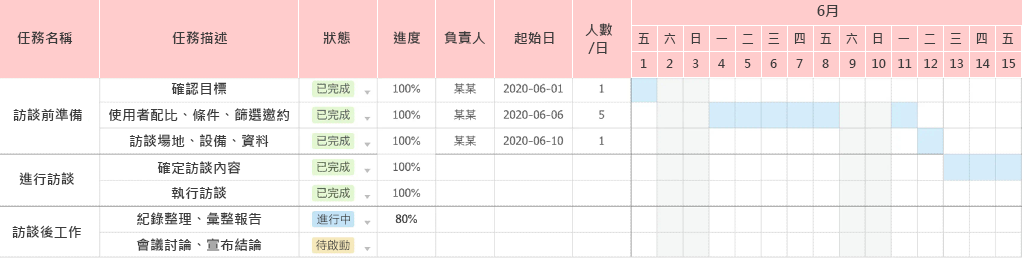 任務名稱 任務描述 狀態 進度 負責人 起始日 人數/日 6月
五 六 日 一 二 三 四 五 六 日 一 二 三 四 五
1 2 3 4 5 6 7 8 9 10 11 12 13 14 15
訪談前準備
確認目標 已完成 100% 某某 2020-06-01 1
使用者配比、條件、篩選邀約 已完成 100% 某某 2020-06-06 5
訪談場地、設備、資料 已完成 100% 某某 2020-06-10 1
進行訪談
確定訪談內容 已完成 100%
執行訪談 已完成 100%
訪談後工作
紀錄整理、彙整報告 進行中 80%
會議討論、宣布結論 待啟動